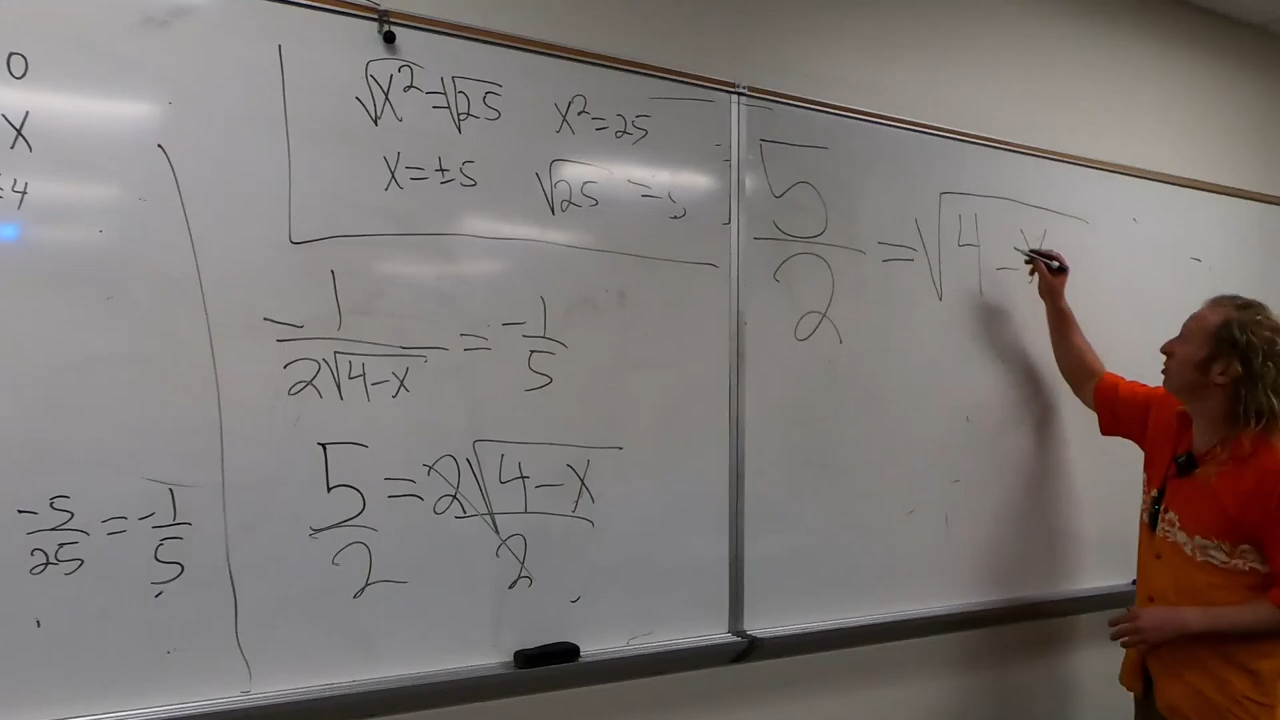 0
X
=4
-5/25 = -1/5
√X² = √25
X = ±5
X² = 25
√25 = 5
-1/(2√(4-x)) = -1/5
5/2 = 2√(4-x)/2
5/2 = √(4-x)